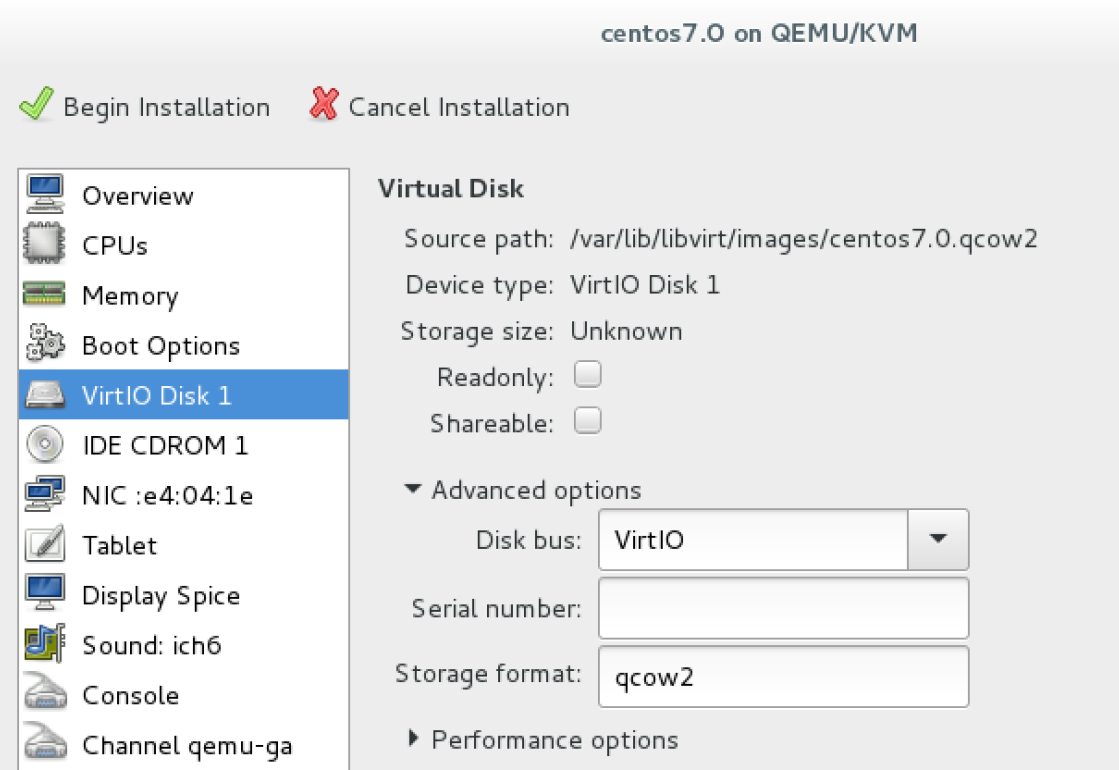 centos7.0 on QEMU/KVM
Begin Installation Cancel Installation
Overview
CPUs
Memory
Boot Options
VirtIO Disk 1
IDE CDROM 1
NIC :e4:04:1e
Tablet
Display Spice
Sound: ich6
Console
Channel qemu-ga
Virtual Disk
Source path: /var/lib/libvirt/images/centos7.0.qcow2
Device type: VirtIO Disk 1
Storage size: Unknown
Readonly:
Shareable:
Advanced options
Disk bus: VirtIO
Serial number:
Storage format: qcow2
Performance options